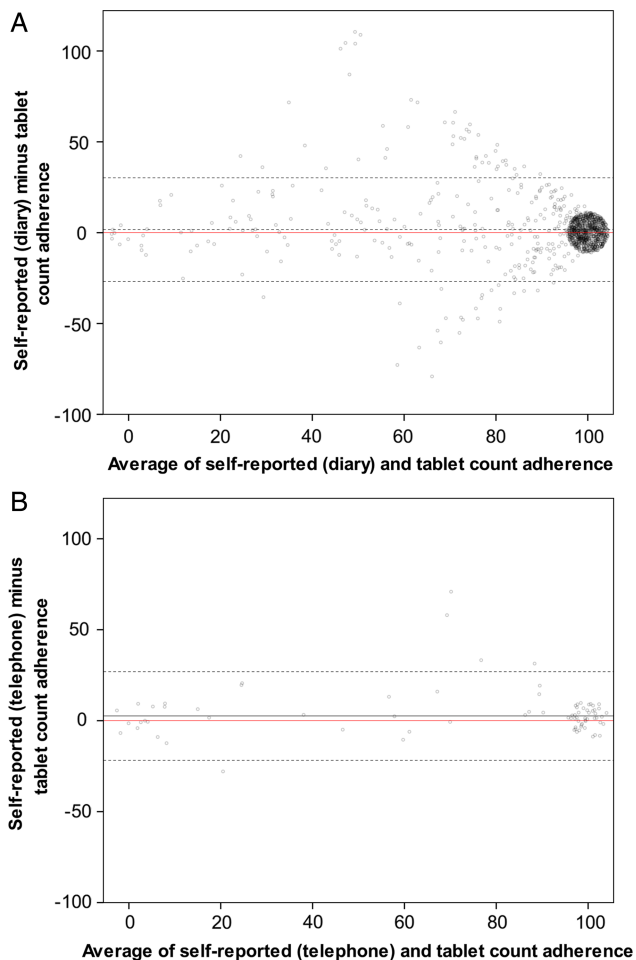 A
Self-reported (diary) minus tablet
count adherence
100
50
0
-50
-100
0 20 40 60 80 100
Average of self-reported (diary) and tablet count adherence
B
Self-reported (telephone) minus
tablet count adherence
100
50
0
-50
-100
0 20 40 60 80 100
Average of self-reported (telephone) and tablet count adherence